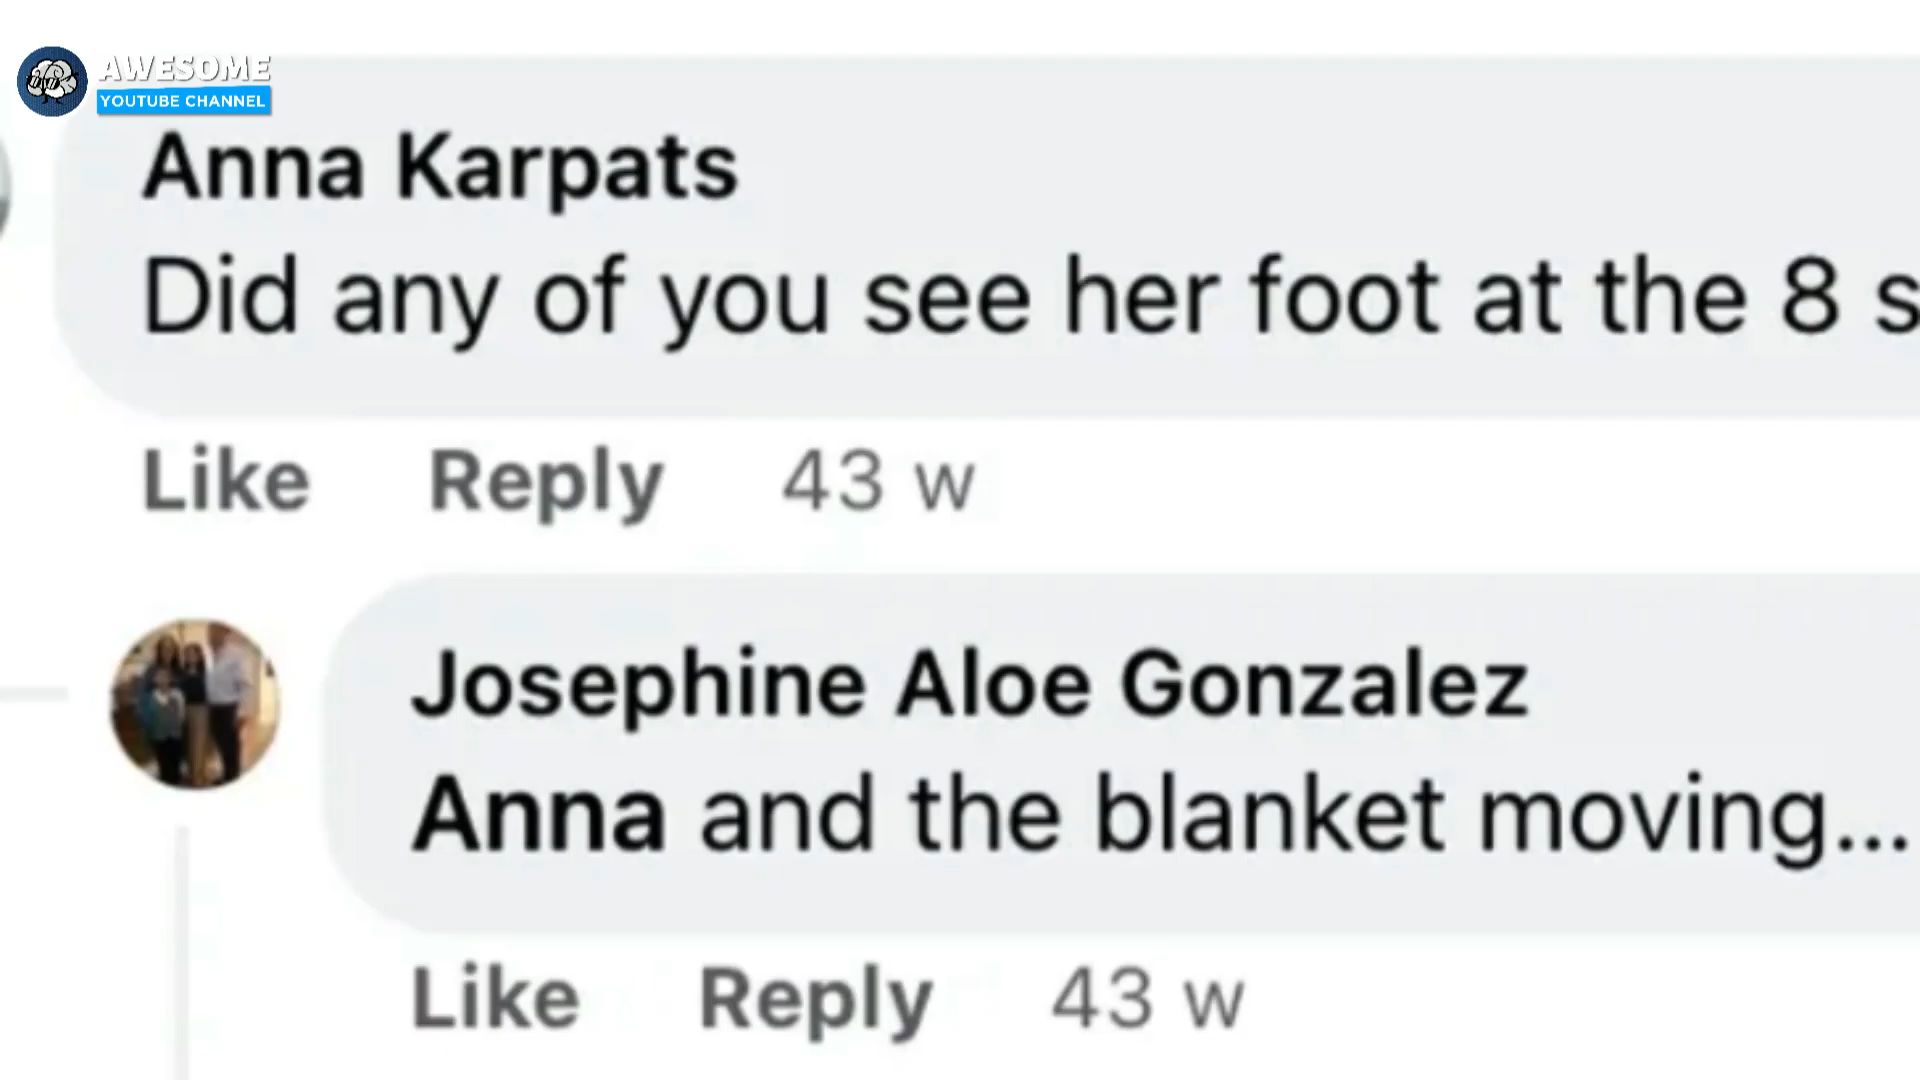 AWESOME
YOUTUBE CHANNEL
Anna Karpats
Did any of you see her foot at the 8 s
Like Reply 43 w
Josephine Aloe Gonzalez
Anna and the blanket moving...
Like Reply 43 w